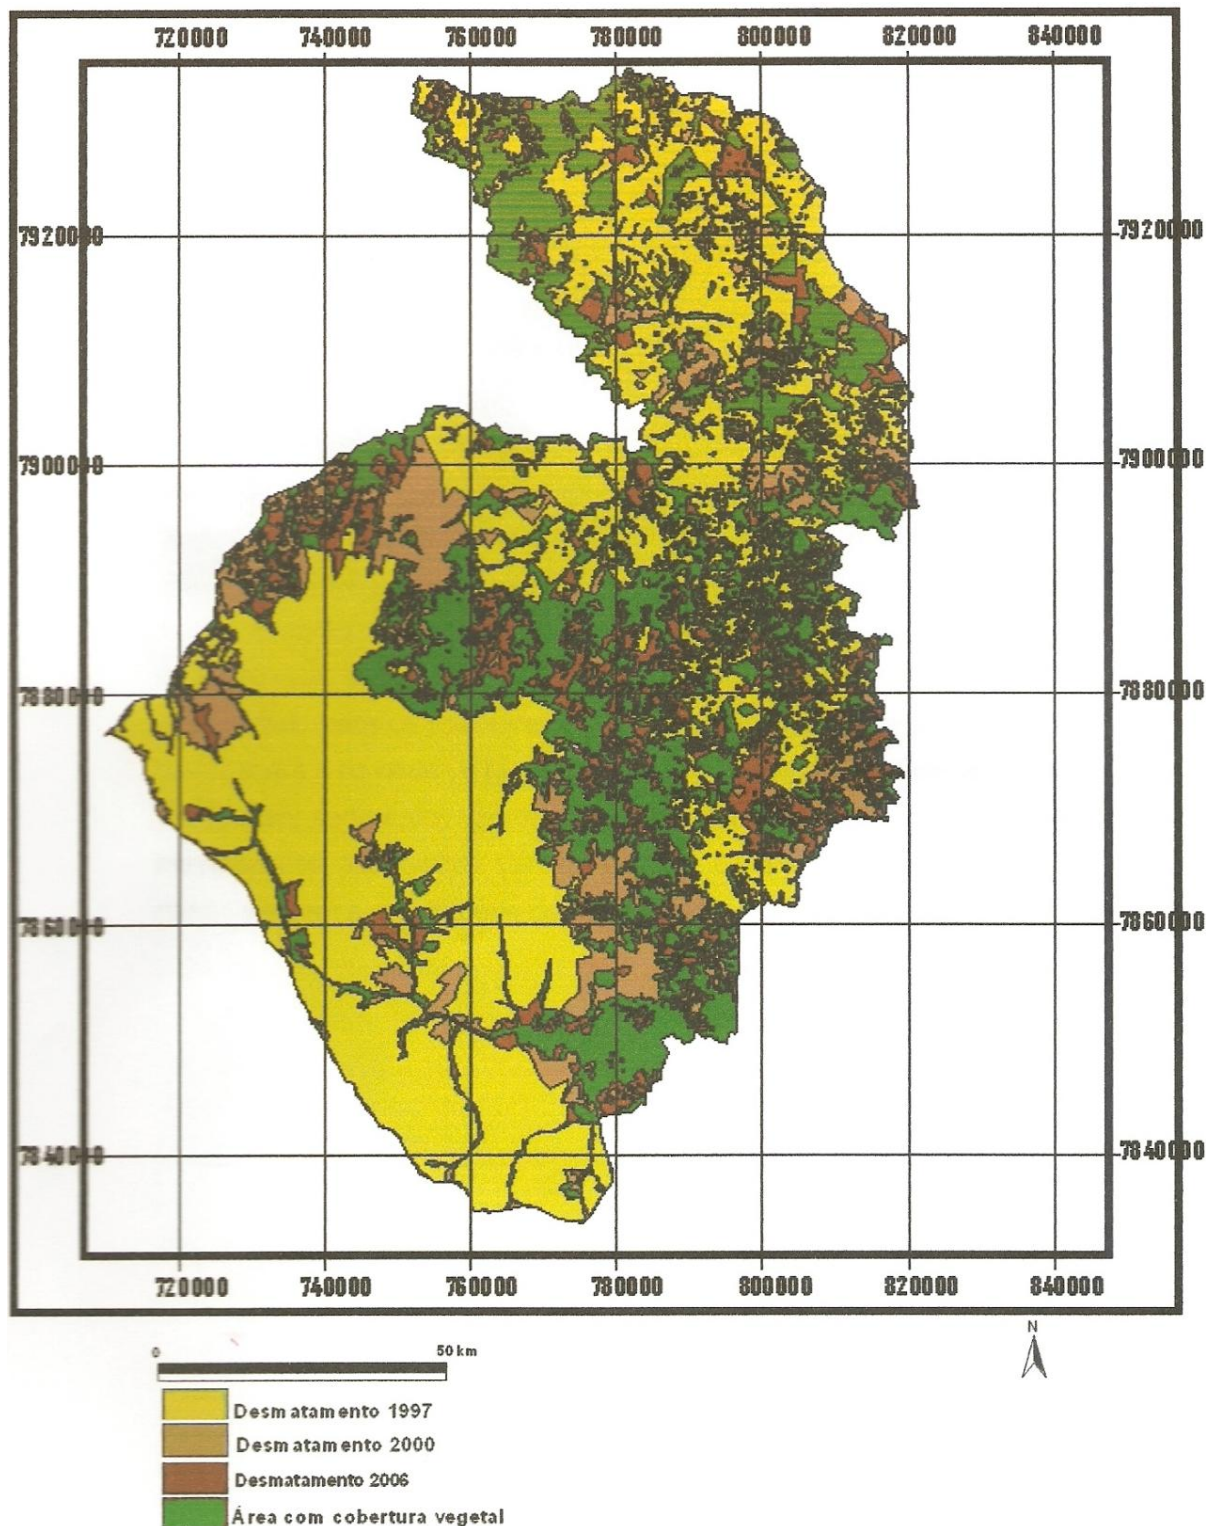 720000 740000 760000 780000 800000 820000 840000
7920000 7920000
7900000 7900000
7880000 7880000
7860000 7860000
7840000 7840000
720000 740000 760000 780000 800000 820000 840000
N
0 50 km
Desmatamento 1997
Desmatamento 2000
Desmatamento 2006
Área com cobertura vegetal